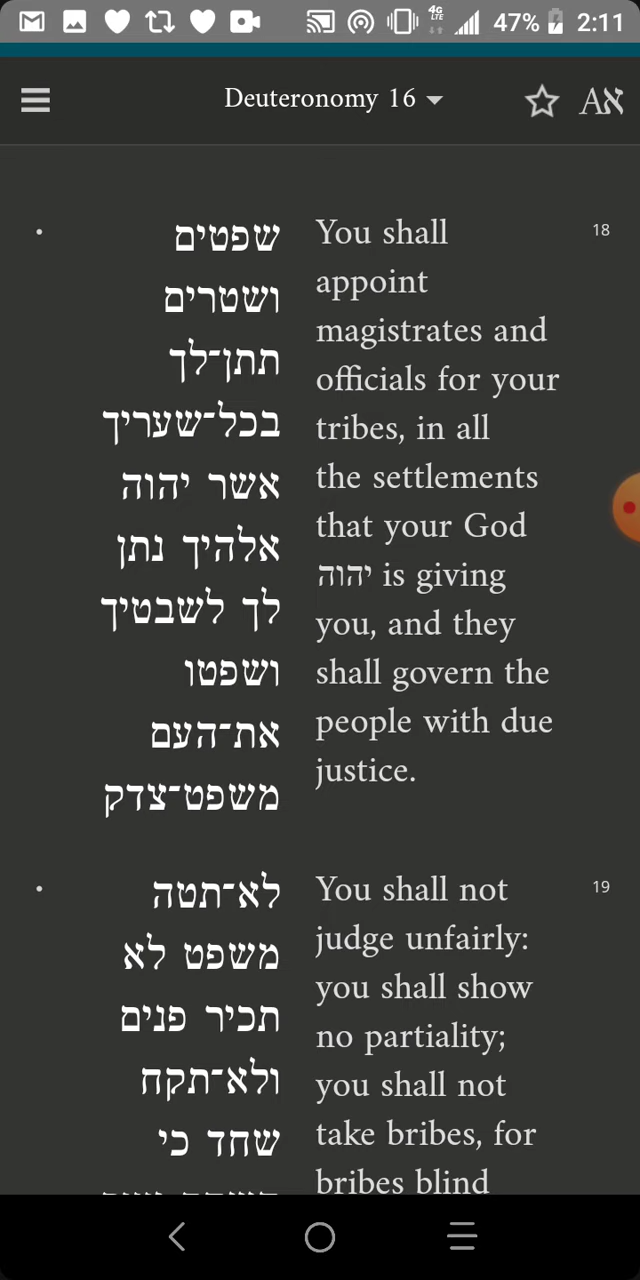 4G
LTE
47%
2:11
Deuteronomy 16
Aא
18
שפטים
ושטרים
תתן־לך
בכל־שעריך
אשר יהוה
אלהיך נתן
לך לשבטיך
ושפטו
את־העם
משפט־צדק
You shall
appoint
magistrates and
officials for your
tribes, in all
the settlements
that your God
יהוה is giving
you, and they
shall govern the
people with due
justice.
19
לא־תטה
משפט לא
תכיר פנים
ולא־תקח
שחד כי
You shall not
judge unfairly:
you shall show
no partiality;
you shall not
take bribes, for
bribes blind